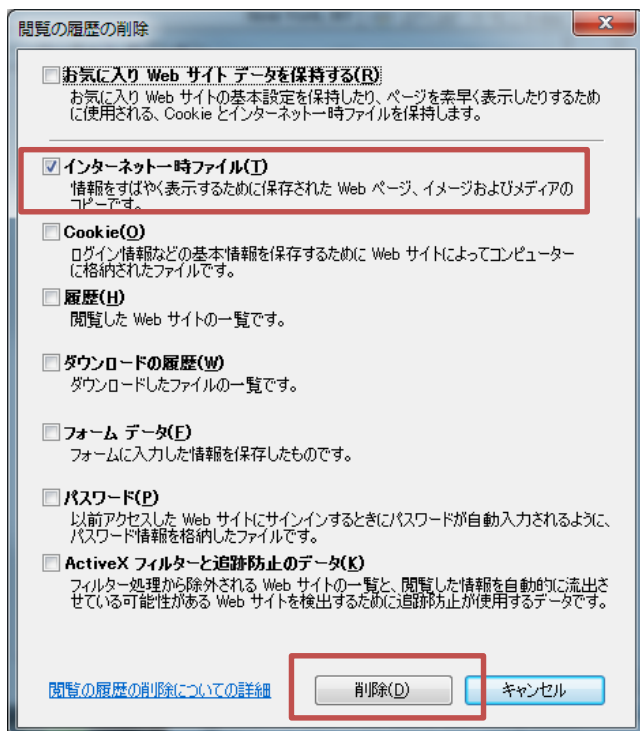 閲覧の履歴の削除
お気に入り Web サイト データを保持する(R)
お気に入り Web サイトの基本設定を保持したり、ページを素早く表示したりするため
に使用される、Cookie とインターネット一時ファイルを保持します。
インターネット一時ファイル(T)
情報をすばやく表示するために保存された Web ページ、イメージおよびメディアの
コピーです。
Cookie(O)
ログイン情報などの基本情報を保存するために Web サイトによってコンピューター
に格納されたファイルです。
履歴(H)
閲覧した Web サイトの一覧です。
ダウンロードの履歴(W)
ダウンロードしたファイルの一覧です。
フォーム データ(F)
フォームに入力した情報を保存したものです。
パスワード(P)
以前アクセスした Web サイトにサインインするときにパスワードが自動入力されるように、
パスワード情報を格納したファイルです。
ActiveX フィルターと追跡防止のデータ(K)
フィルター処理から除外される Web サイトの一覧と、閲覧した情報を自動的に流出さ
せている可能性がある Web サイトを検出するために追跡防止が使用するデータです。
閲覧の履歴の削除についての詳細 削除(D) キャンセル